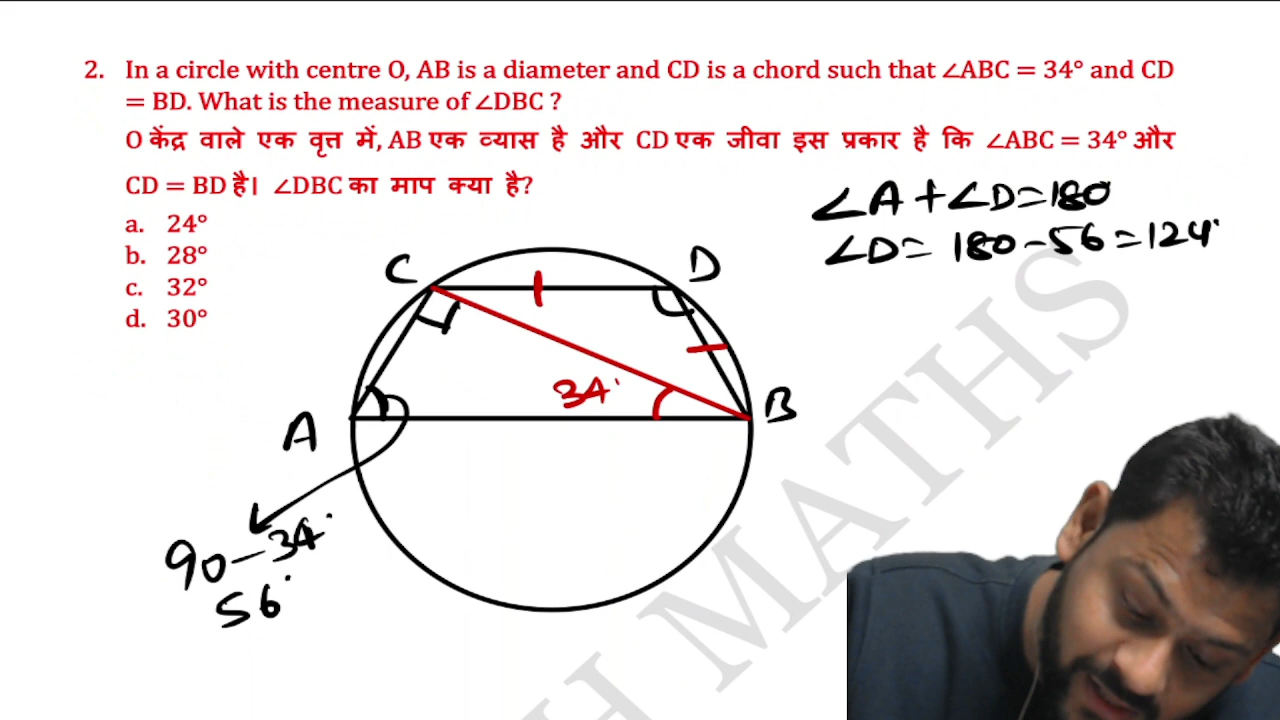 2. In a circle with centre O, AB is a diameter and CD is a chord such that ∠ABC = 34° and CD
= BD. What is the measure of ∠DBC ?
O केंद्र वाले एक वृत्त में, AB एक व्यास है और CD एक जीवा इस प्रकार है कि ∠ABC = 34° और
CD = BD है। ∠DBC का माप क्या है?
a. 24°
b. 28°
c. 32°
d. 30°
∠A + ∠D = 180
∠D = 180 - 56 = 124°
C
D
34°
A
B
90 - 34°
56°
H MATHS